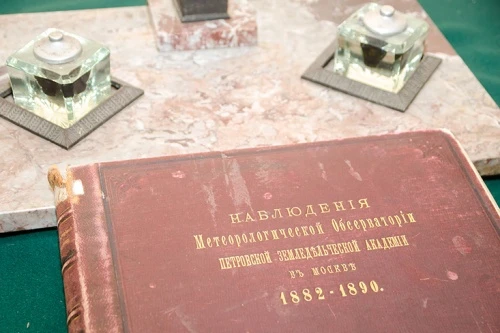 НАБЛЮДЕНІЯ
Метеорологической Обсерваторіи
ПЕТРОВСКОЙ ЗЕМЛЕДѢЛЬЧЕСКОЙ АКАДЕМІИ
ВЪ МОСКВѢ
1882-1890.